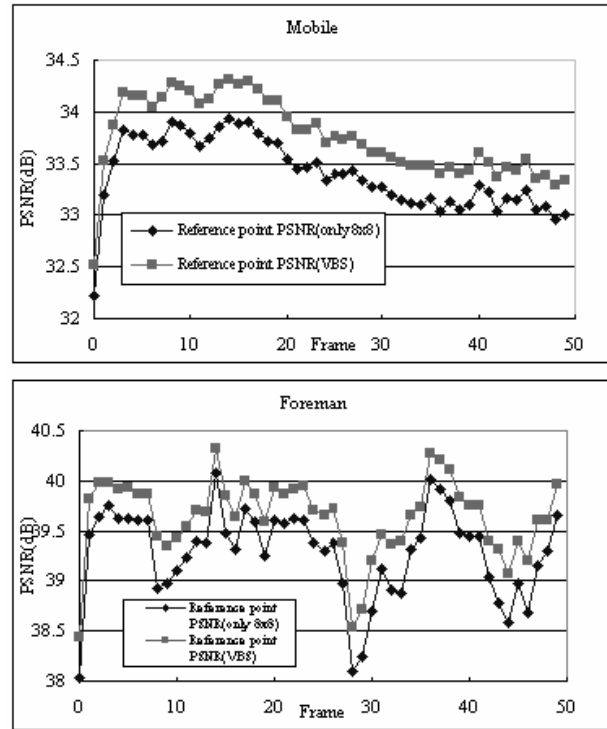 Mobile
34.5
34
33.5
33
32.5
32
PSNR(dB)
Reference point PSNR(only 8x8)
Reference point PSNR(VBS)
0
10
20
30
40
50
Frame
Foreman
40.5
40
39.5
39
38.5
38
PSNR(dB)
Reference point
PSNR(only 8x8)
Reference point
PSNR(VBS)
0
10
20
30
40
50
Frame